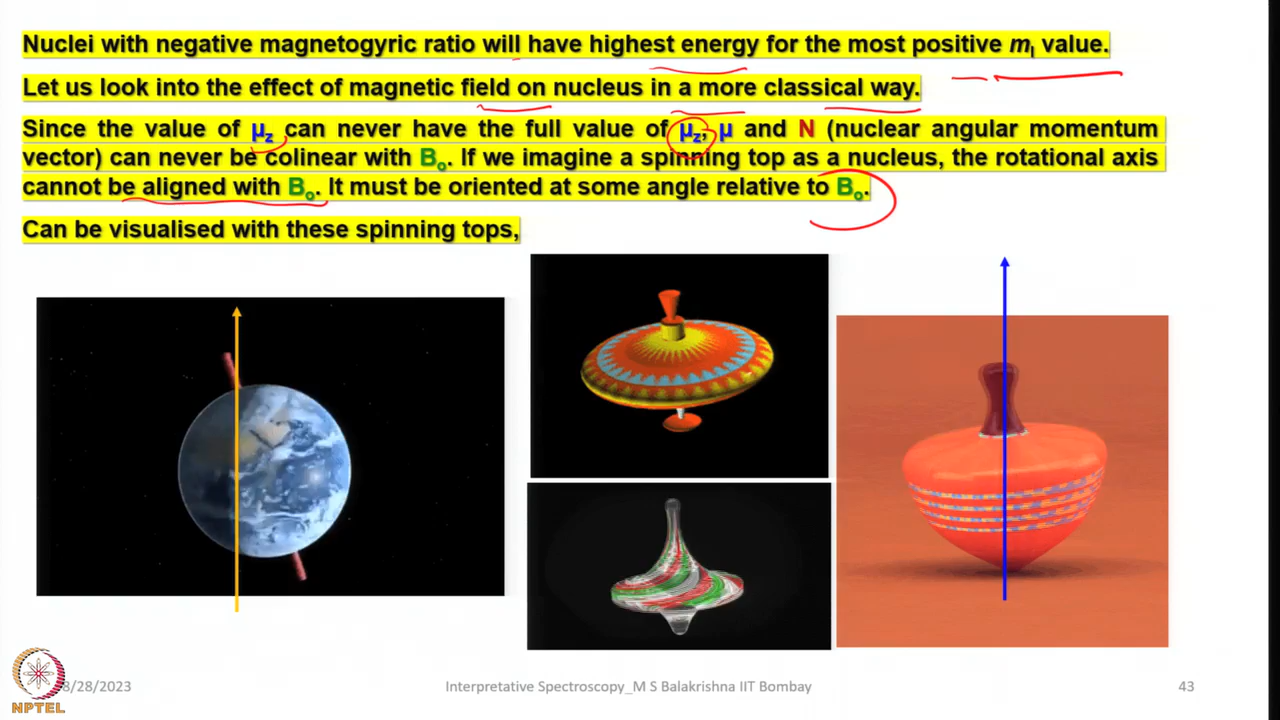 Nuclei with negative magnetogyric ratio will have highest energy for the most positive mI value.
Let us look into the effect of magnetic field on nucleus in a more classical way.
Since the value of µz can never have the full value of µz, µ and N (nuclear angular momentum
vector) can never be colinear with Bo. If we imagine a spinning top as a nucleus, the rotational axis
cannot be aligned with Bo. It must be oriented at some angle relative to Bo.
Can be visualised with these spinning tops,
8/28/2023
Interpretative Spectroscopy_M S Balakrishna IIT Bombay
43
NPTEL